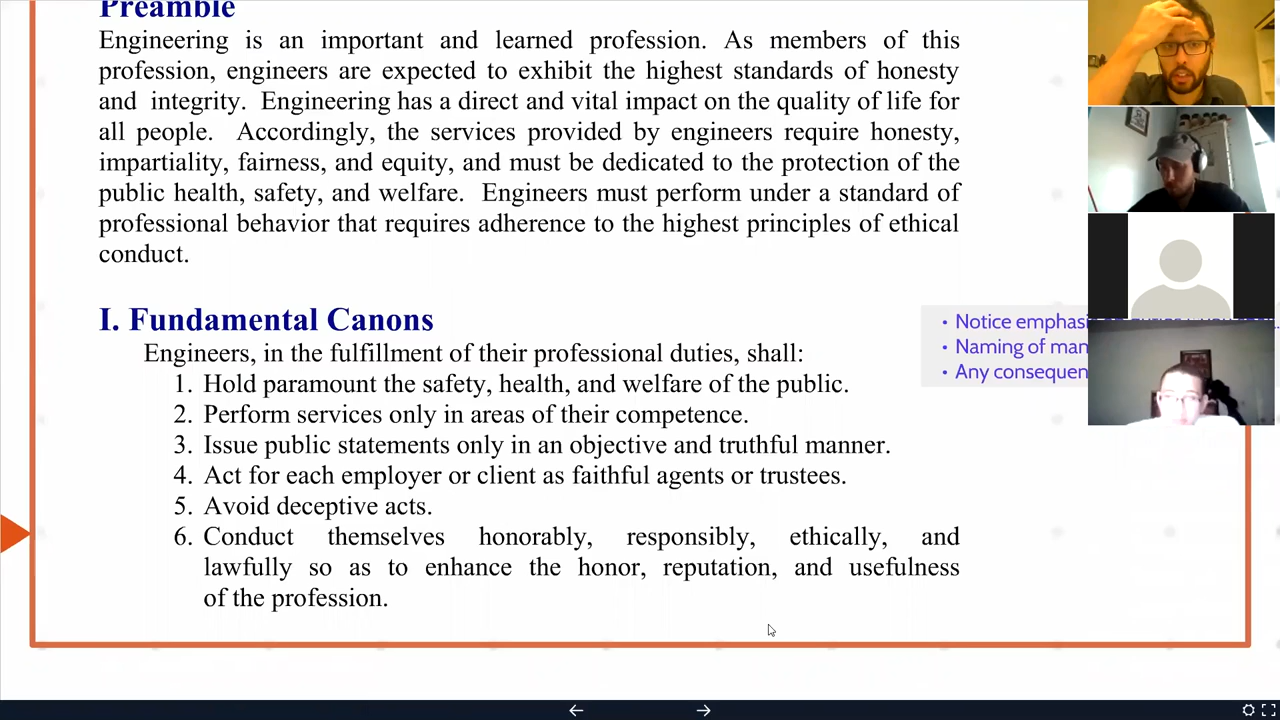 Preamble
Engineering is an important and learned profession. As members of this
profession, engineers are expected to exhibit the highest standards of honesty
and integrity. Engineering has a direct and vital impact on the quality of life for
all people. Accordingly, the services provided by engineers require honesty,
impartiality, fairness, and equity, and must be dedicated to the protection of the
public health, safety, and welfare. Engineers must perform under a standard of
professional behavior that requires adherence to the highest principles of ethical
conduct.
I. Fundamental Canons
Engineers, in the fulfillment of their professional duties, shall:
1. Hold paramount the safety, health, and welfare of the public.
2. Perform services only in areas of their competence.
3. Issue public statements only in an objective and truthful manner.
4. Act for each employer or client as faithful agents or trustees.
5. Avoid deceptive acts.
6. Conduct themselves honorably, responsibly, ethically, and
lawfully so as to enhance the honor, reputation, and usefulness
of the profession.
• Notice
• Naming of
• Any